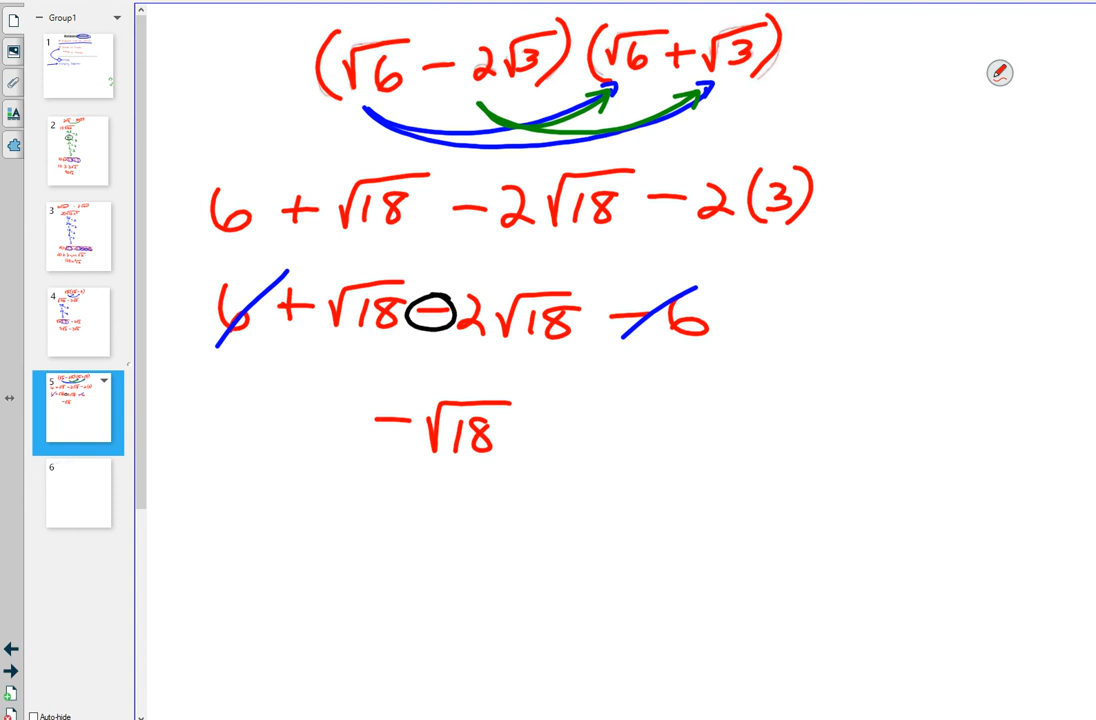 Group1
(√6 − 2√3)(√6 + √3)
6 + √18 − 2√18 − 2(3)
6 + √18 − 2√18 − 6
−√18
1
2
3
4
5
6
Auto-hide